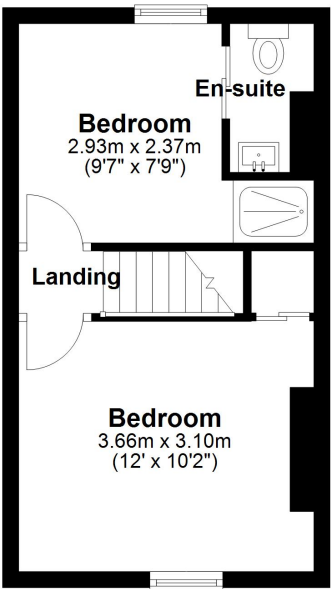 En-suite
Bedroom
2.93m x 2.37m
(9'7" x 7'9")
Landing
Bedroom
3.66m x 3.10m
(12' x 10'2")